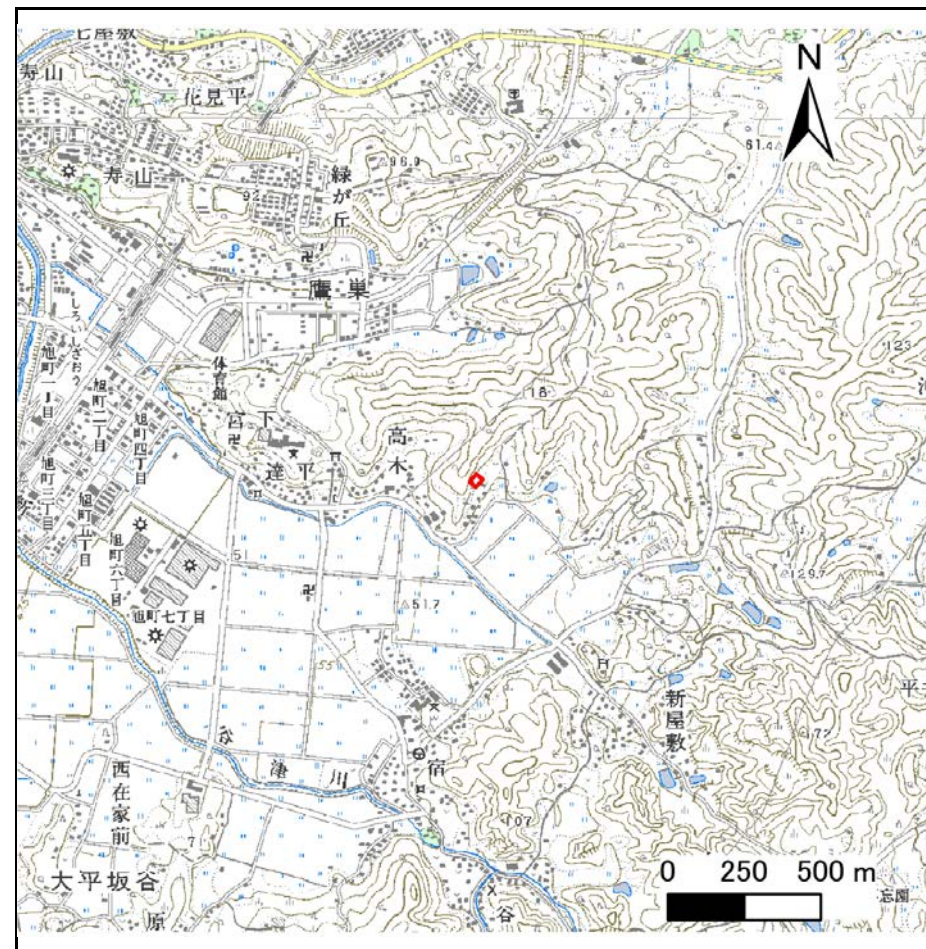 寿山
花見平
N
61.4
96.9
緑が丘
寿山
92
鷹巣
しろいしざおう
体育館
123
旭町一丁目
旭町二丁目
旭町四丁目
宮下
高木
旭町三丁目
達平
旭町五丁目
旭町六丁目
51
51.7
129.7
旭町七丁目
55
新屋敷
72
谷津川
宿
西在家前
107
大平坂谷
原
谷
0 250 500 m